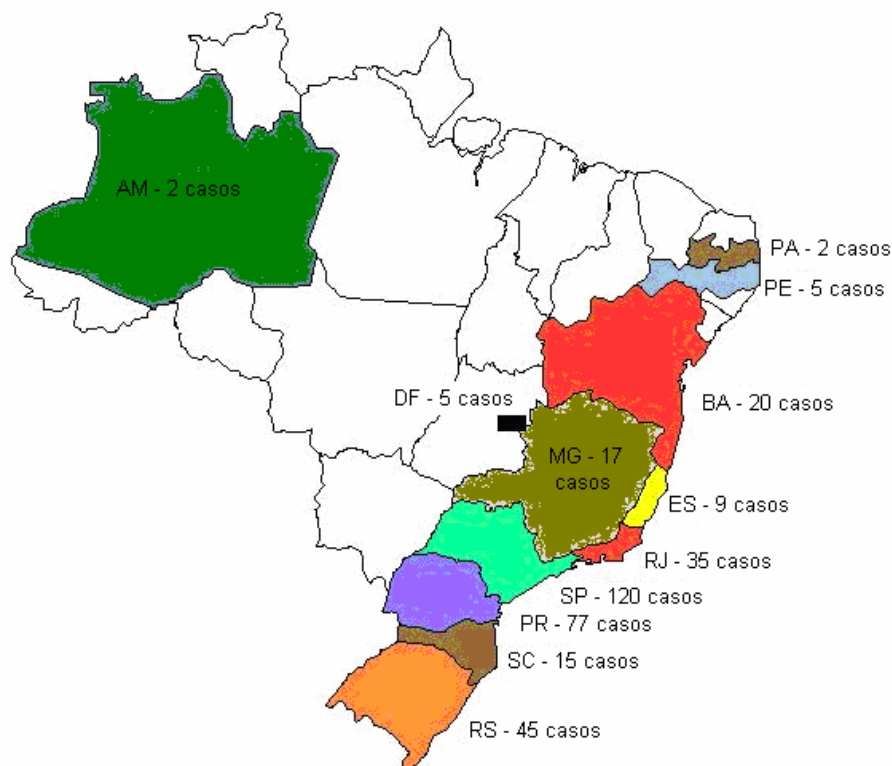 AM - 2 casos
PA - 2 casos
PE - 5 casos
DF - 5 casos
BA - 20 casos
MG - 17
casos
ES - 9 casos
RJ - 35 casos
SP - 120 casos
PR - 77 casos
SC - 15 casos
RS - 45 casos